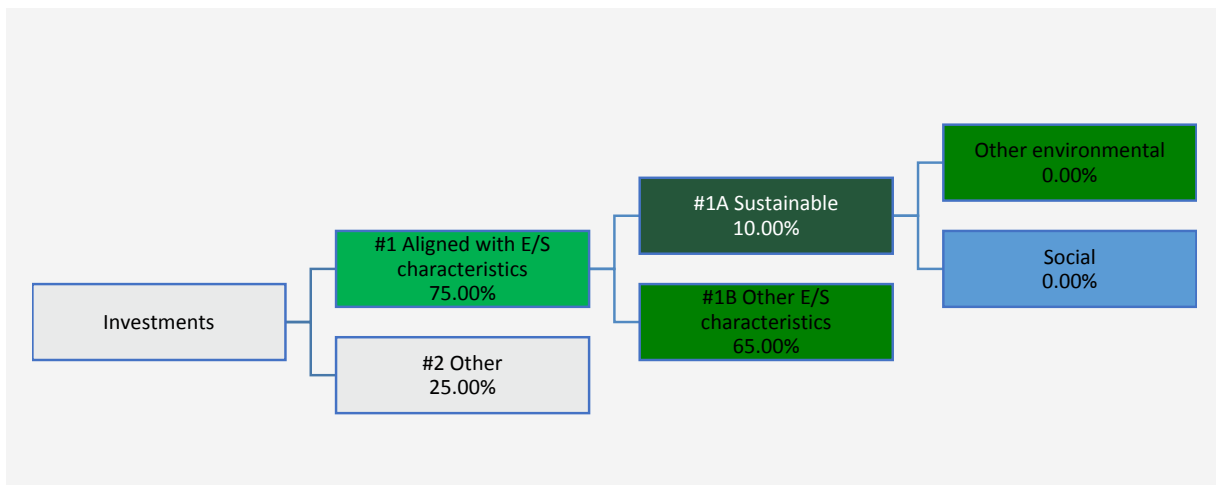 Investments
#1 Aligned with E/S
characteristics
75.00%
#2 Other
25.00%
#1A Sustainable
10.00%
#1B Other E/S
characteristics
65.00%
Other environmental
0.00%
Social
0.00%